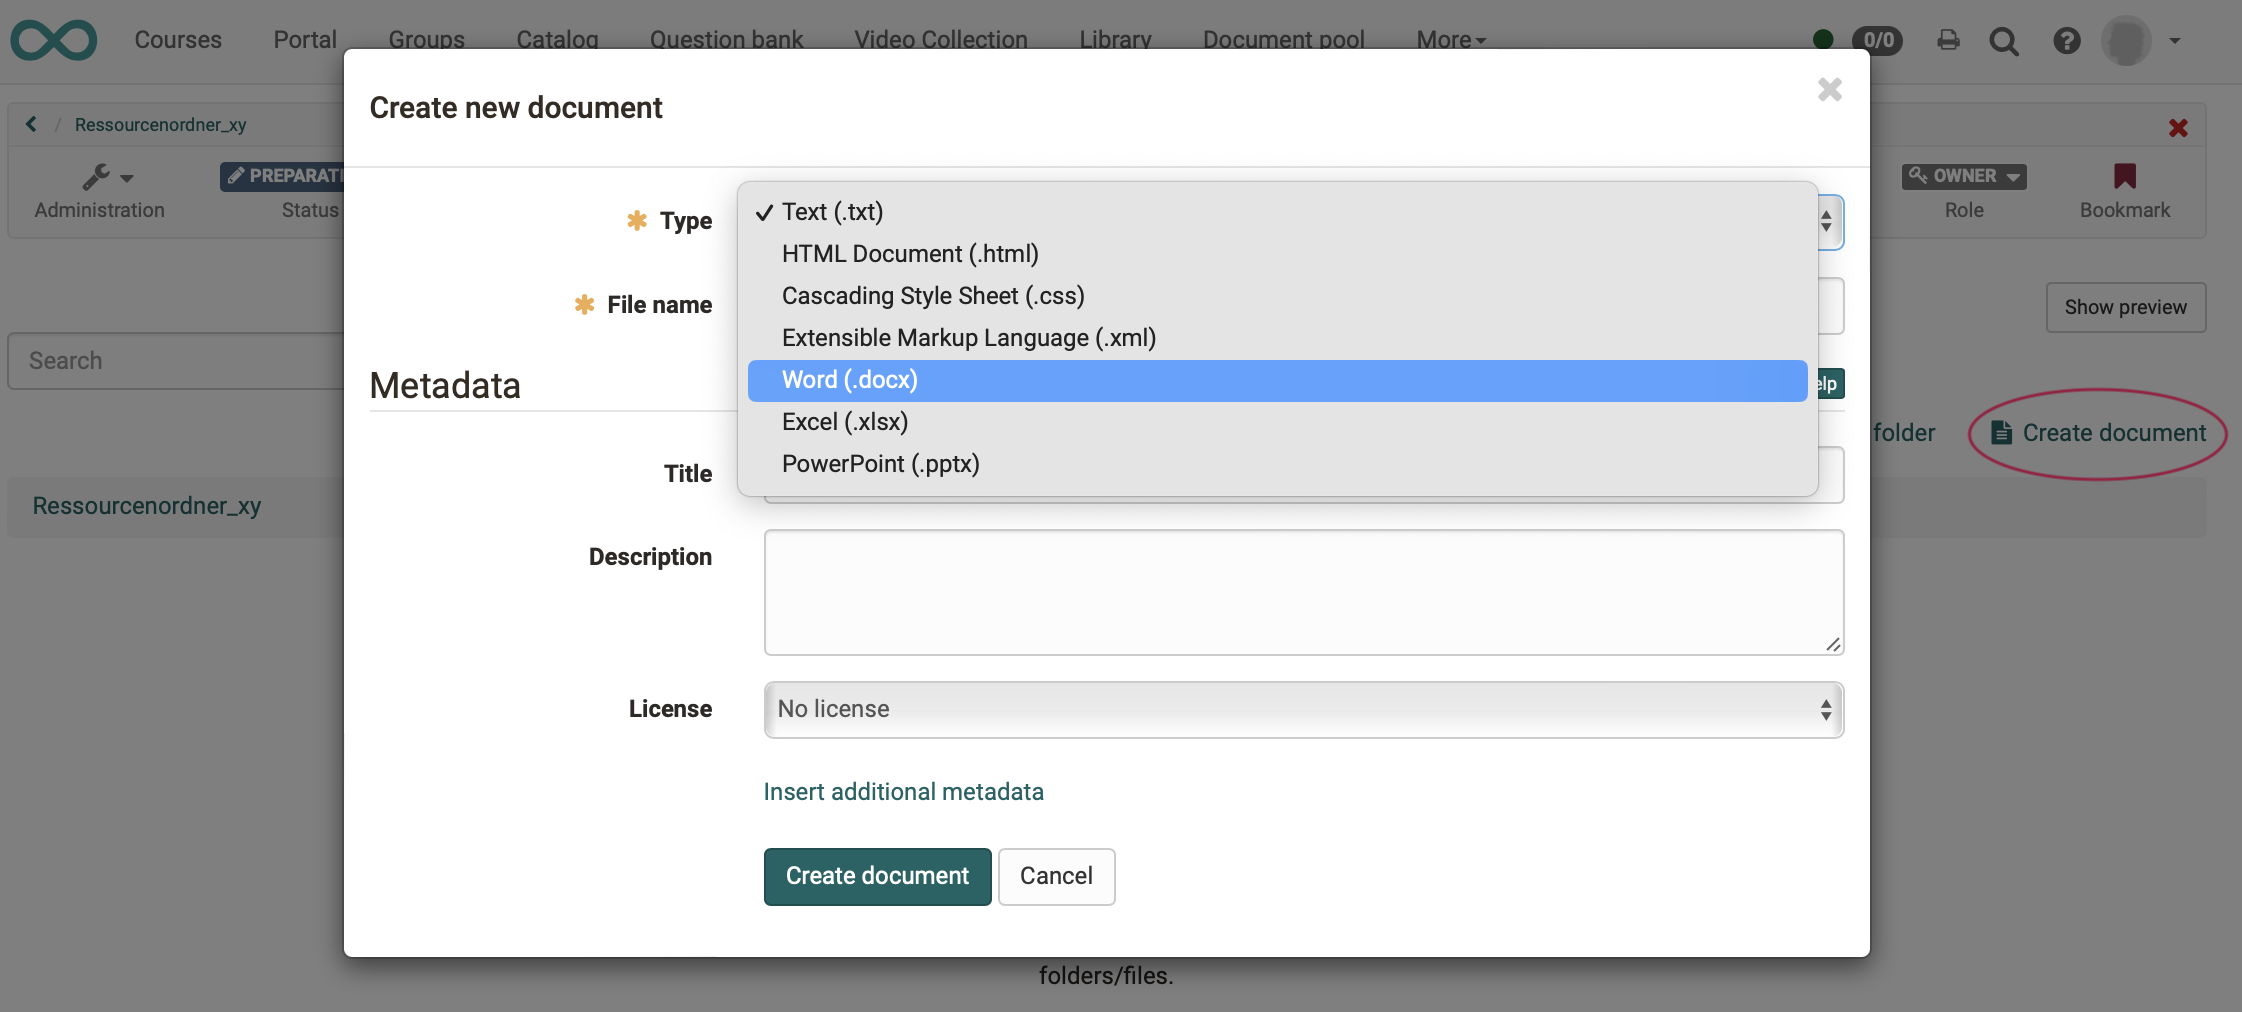 Courses Portal Groups Catalog Question bank Video Collection Library Document pool More 0/0
Create new document
/ Ressourcenordner_xy
Administration
PREPARATI
Status
OWNER
Role
Bookmark
Type
Text (.txt)
HTML Document (.html)
Cascading Style Sheet (.css)
Extensible Markup Language (.xml)
Word (.docx)
Excel (.xlsx)
PowerPoint (.pptx)
File name
Show preview
Search
Metadata
elp
folder
Create document
Title
Ressourcenordner_xy
Description
License
No license
Insert additional metadata
Create document
Cancel
folders/files.